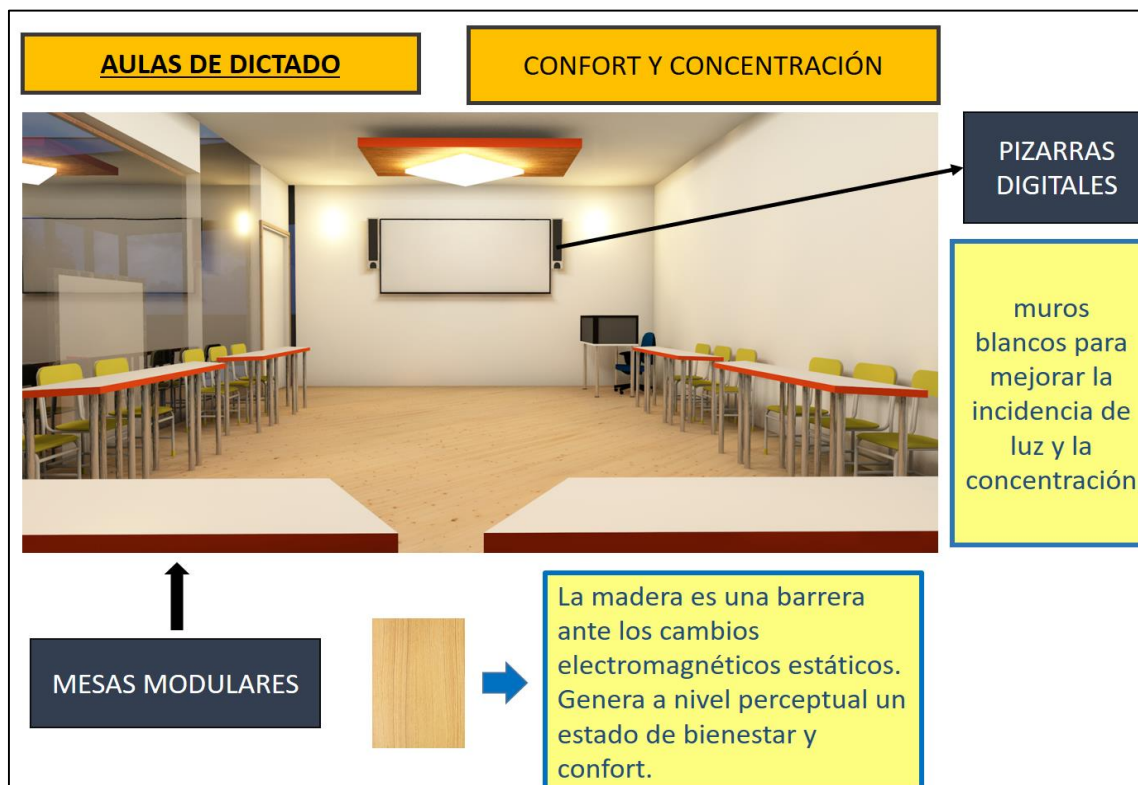 AULAS DE DICTADO
CONFORT Y CONCENTRACIÓN
PIZARRAS
DIGITALES
muros
blancos para
mejorar la
incidencia de
luz y la
concentración
MESAS MODULARES
La madera es una barrera
ante los cambios
electromagnéticos estáticos.
Genera a nivel perceptual un
estado de bienestar y
confort.